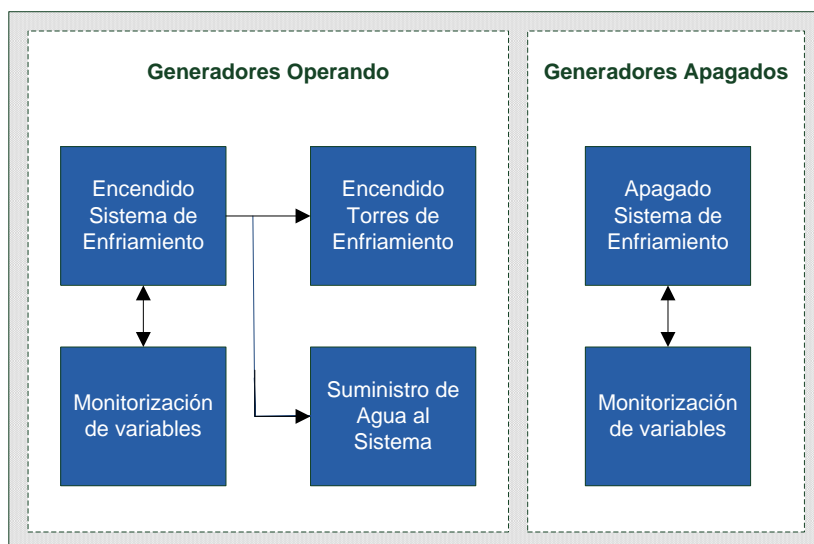 Generadores Operando
Generadores Apagados
Encendido
Sistema de
Enfriamiento
Encendido
Torres de
Enfriamiento
Apagado
Sistema de
Enfriamiento
Monitorización
de variables
Suministro de
Agua al
Sistema
Monitorización
de variables